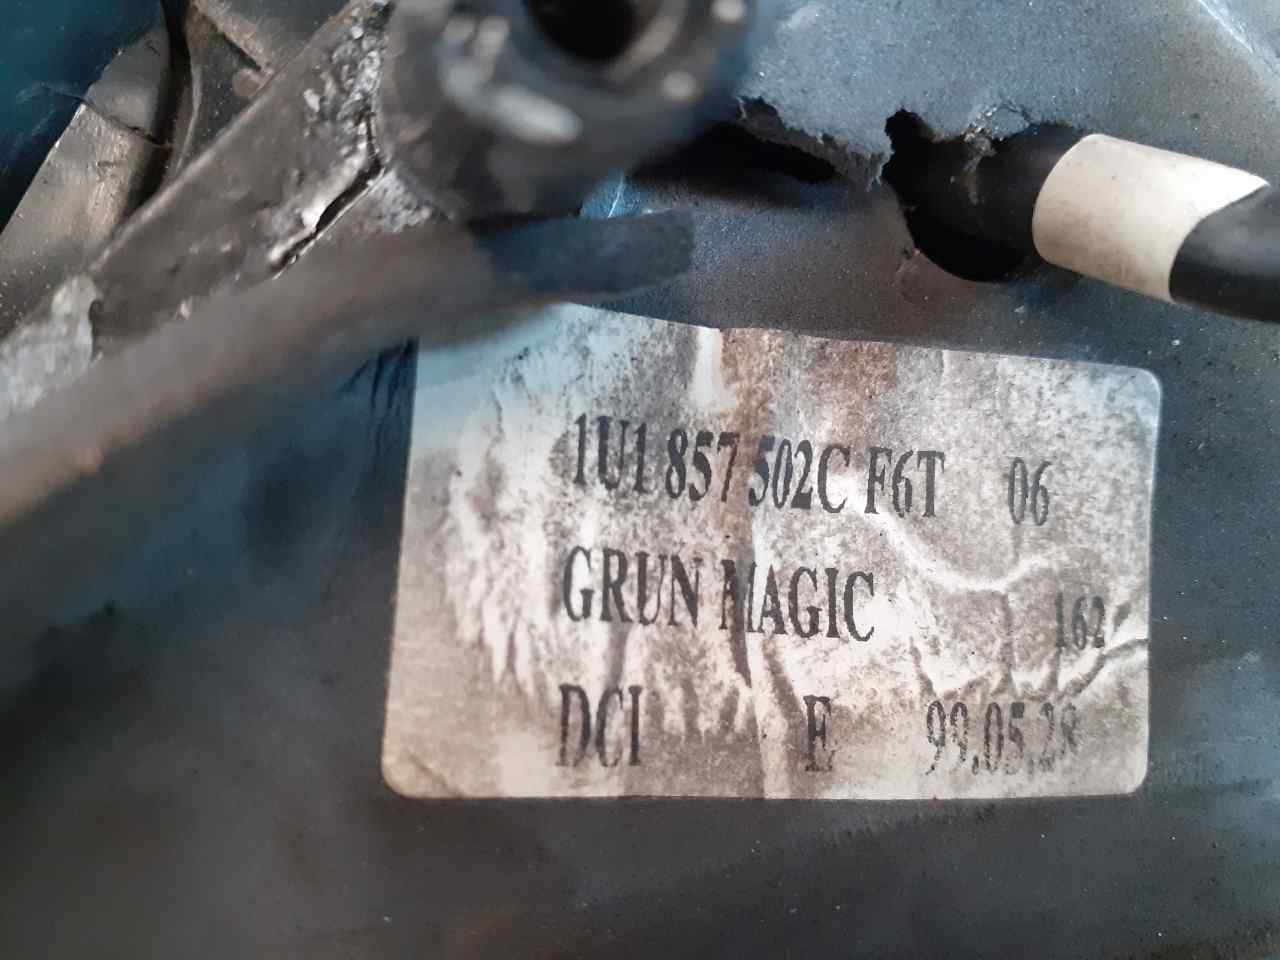 1U1 857 502C F6T 06
GRUN MAGIC 162
DCI E 99.05.28